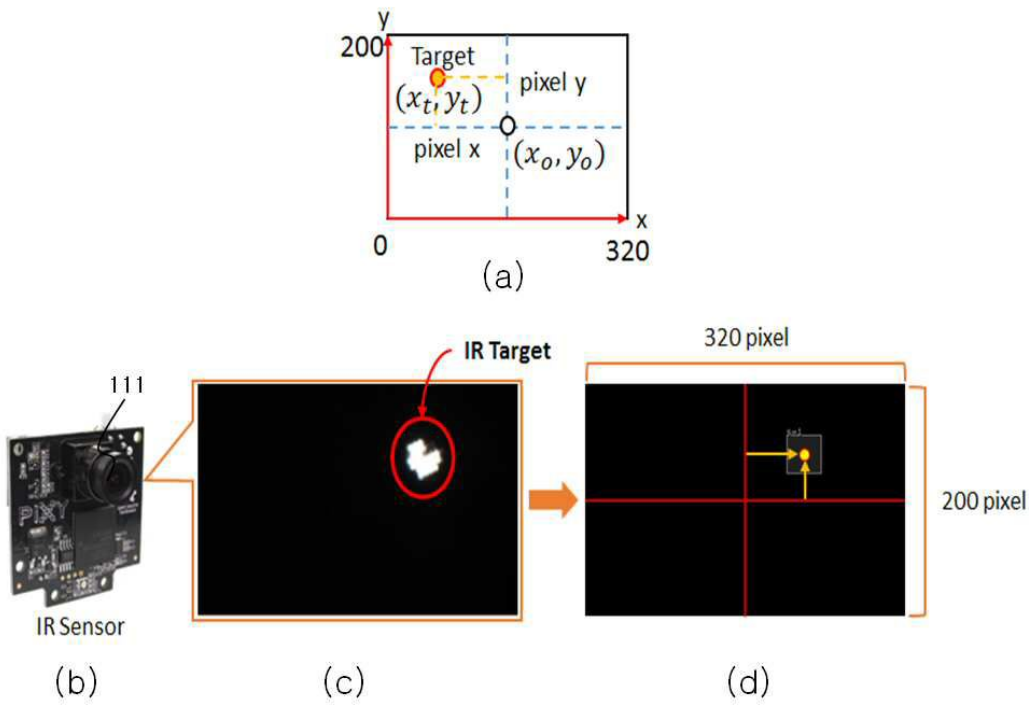 y
200
Target
(x_t, y_t)
pixel y
pixel x
(x_o, y_o)
x
0
320
(a)
320 pixel
IR Target
111
s=1
PIXY
200 pixel
IR Sensor
(b)
(c)
(d)